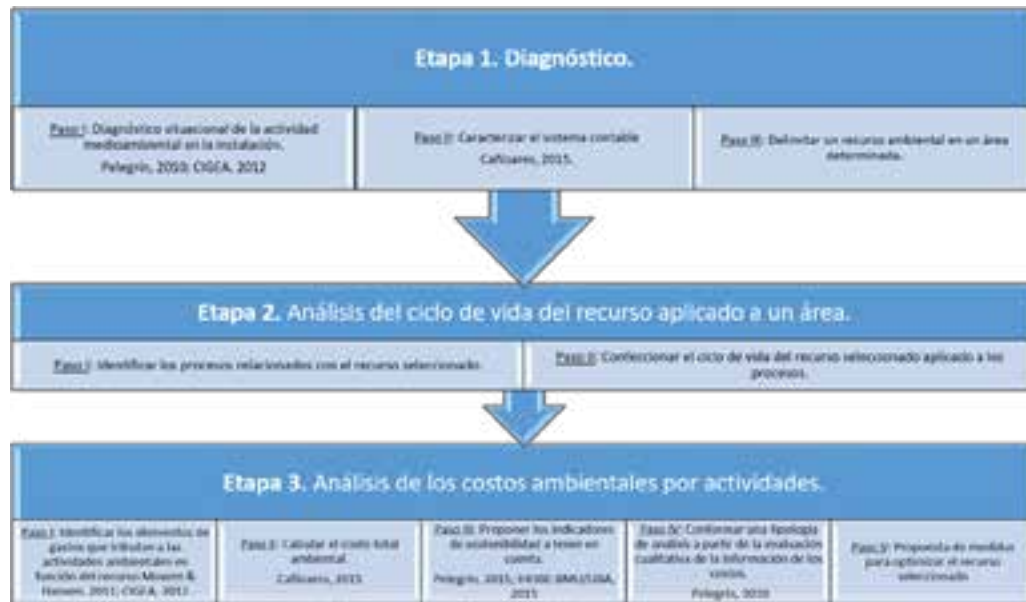 Etapa 1. Diagnóstico.
Paso I: Diagnóstico situacional de la actividad
medioambiental en la instalación.
Pelegrín, 2010; CIGEA, 2012
Paso II: Caracterizar el sistema contable
Cañizares, 2015.
Paso III: Delimitar un recurso ambiental en un área
determinada.
Etapa 2. Análisis del ciclo de vida del recurso aplicado a un área.
Paso I: Identificar los procesos relacionados con el recurso seleccionado.
Paso II: Confeccionar el ciclo de vida del recurso seleccionado aplicado a los
procesos.
Etapa 3. Análisis de los costos ambientales por actividades.
Paso I: Identificar los elementos de
gastos que tributan a las
actividades ambientales en
función del recurso &
Hansen, 2011; CIGEA, 2012
Paso II: Calcular el costo total
ambiental.
Cañizares, 2015
Paso III: Proponer los indicadores
de sostenibilidad a tener en
cuenta.
Pelegrín, 2015;
2015
Paso IV: Conformar una tipología
de análisis a partir de la evaluación
cualitativa de la información de los
costos.
Pelegrín, 2010
Paso V: Propuesta de medidas
para optimizar el recurso
seleccionado